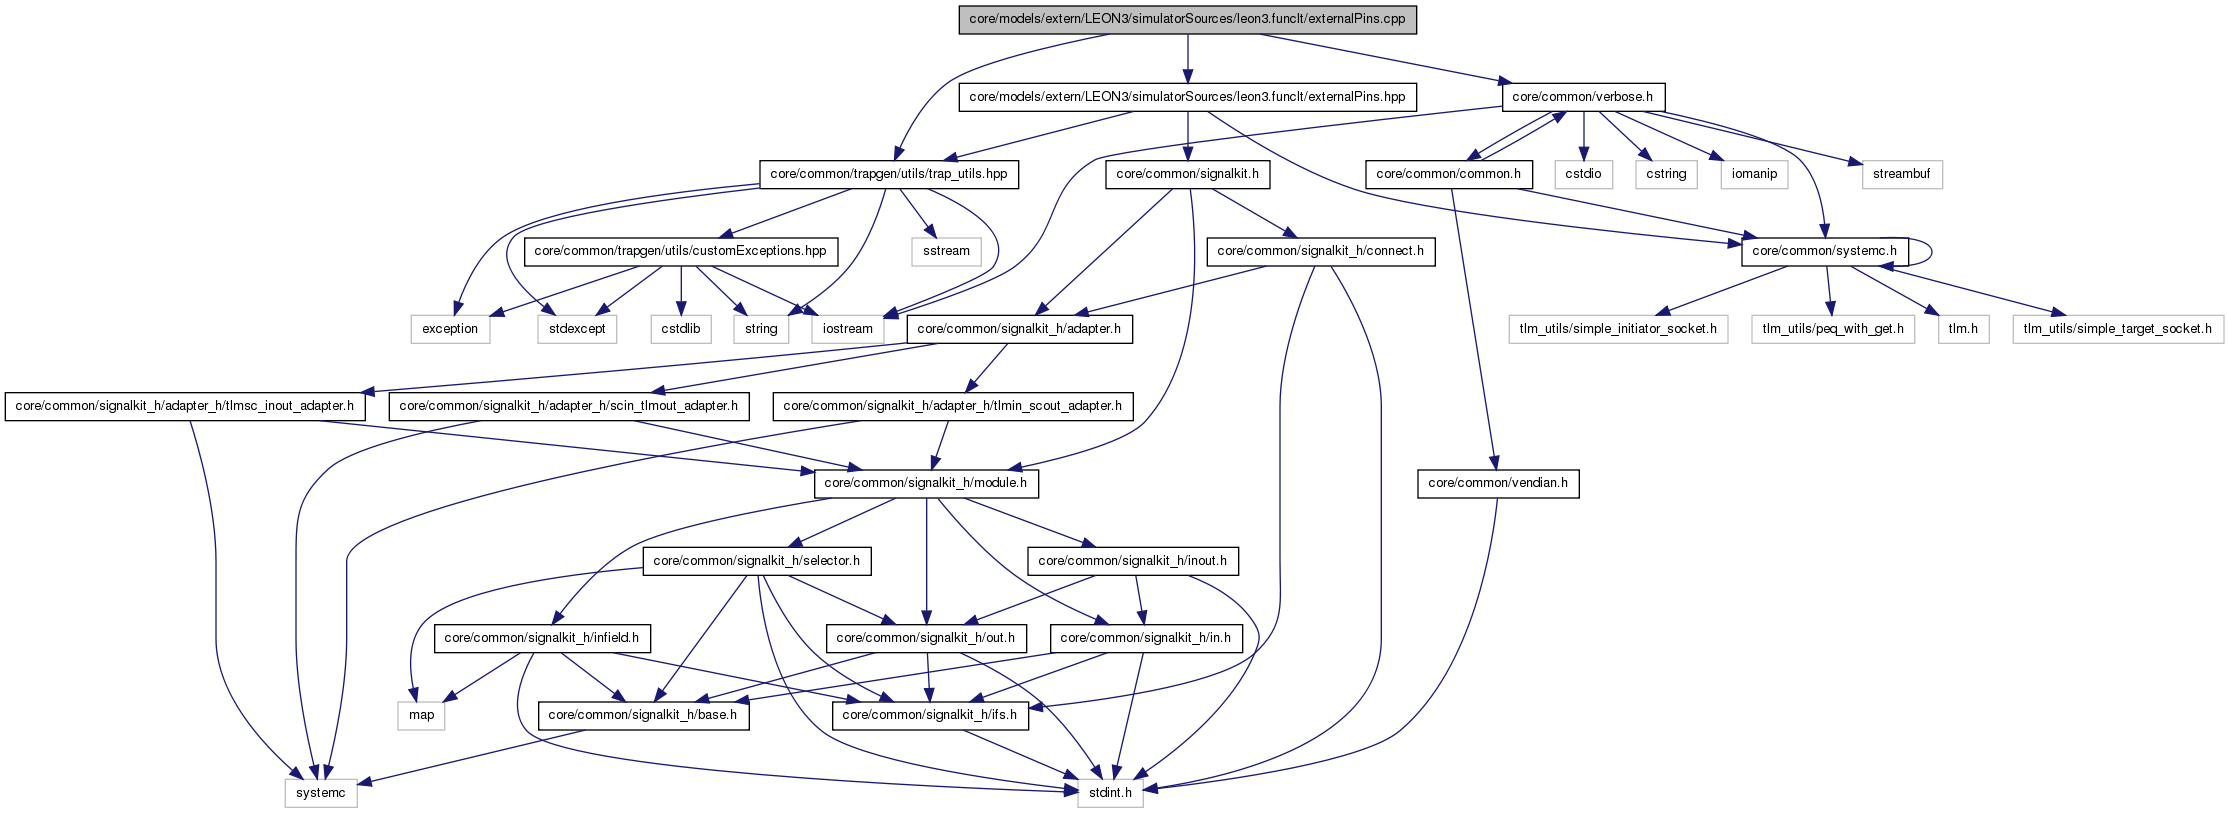 core/models/extern/LEON3/simulatorSources/leon3.funclt/externalPins.cpp
core/models/extern/LEON3/simulatorSources/leon3.funclt/externalPins.hpp
core/common/verbose.h
core/common/trapgen/utils/trap_utils.hpp
core/common/signalkit.h
core/common/common.h
cstdio
cstring
iomanip
streambuf
core/common/trapgen/utils/customExceptions.hpp
sstream
core/common/signalkit_h/connect.h
core/common/systemc.h
exception
stdexcept
cstdlib
string
iostream
core/common/signalkit_h/adapter.h
tlm_utils/simple_initiator_socket.h
tlm_utils/peq_with_get.h
tlm.h
tlm_utils/simple_target_socket.h
core/common/signalkit_h/adapter_h/tlmsc_inout_adapter.h
core/common/signalkit_h/adapter_h/scin_tlmout_adapter.h
core/common/signalkit_h/adapter_h/tlmin_scout_adapter.h
core/common/signalkit_h/module.h
core/common/vendian.h
core/common/signalkit_h/selector.h
core/common/signalkit_h/inout.h
core/common/signalkit_h/infield.h
core/common/signalkit_h/out.h
core/common/signalkit_h/in.h
map
core/common/signalkit_h/base.h
core/common/signalkit_h/ifs.h
systemc
stdint.h